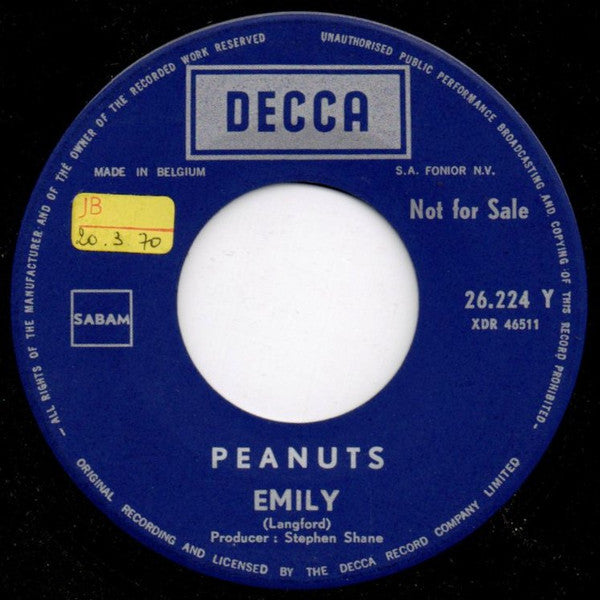 — ALL RIGHTS OF THE MANUFACTURER AND OF THE OWNER OF THE RECORDED WORK RESERVED
UNAUTHORISED PUBLIC PERFORMANCE BROADCASTING AND COPYING OF THIS RECORD PROHIBITED—
DECCA
MADE IN BELGIUM
S.A. FONIOR N.V.
JB
20.3 70
Not for Sale
SABAM
26.224 Y
XDR 46511
PEANUTS
EMILY
(Langford)
Producer : Stephen Shane
ORIGINAL RECORDING AND LICENSED BY THE DECCA RECORD COMPANY LIMITED